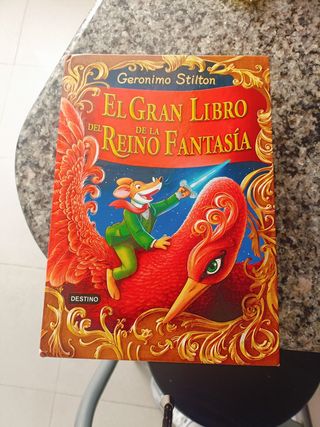 Geronimo Stilton
EL GRAN LIBRO
DEL REINO DE LA FANTASÍA
DESTINO